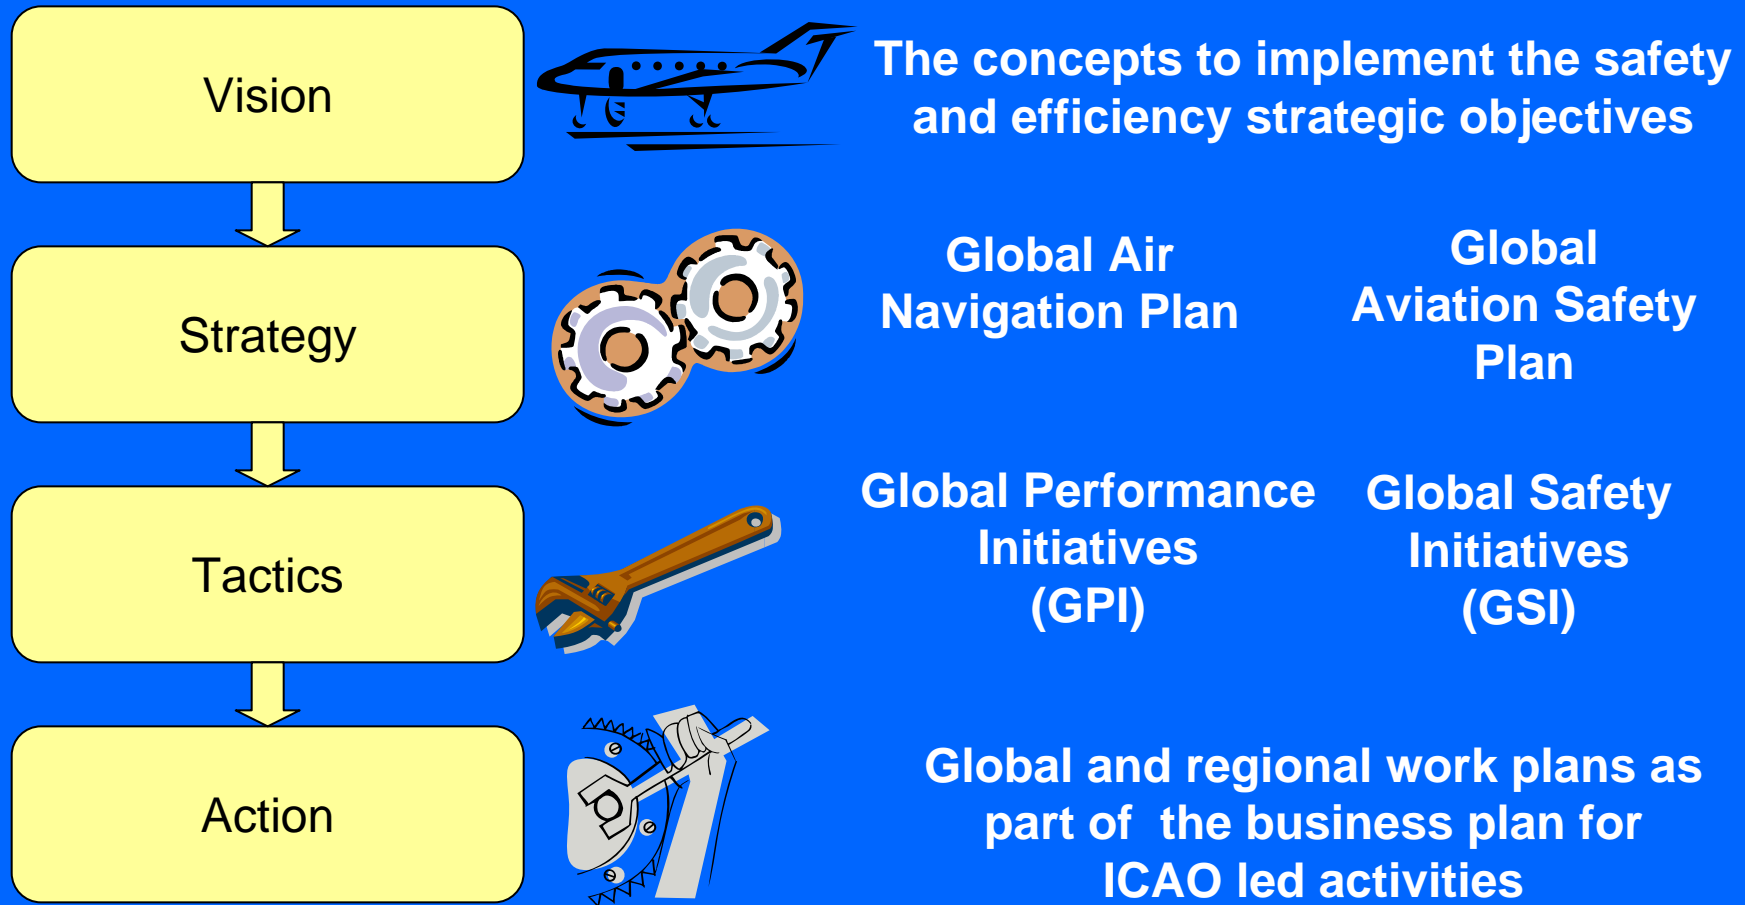 Vision
The concepts to implement the safety
and efficiency strategic objectives
Strategy
Global Air
Navigation Plan
Global
Aviation Safety
Plan
Tactics
Global Performance
Initiatives
(GPI)
Global Safety
Initiatives
(GSI)
Action
Global and regional work plans as
part of  the business plan for
ICAO led activities